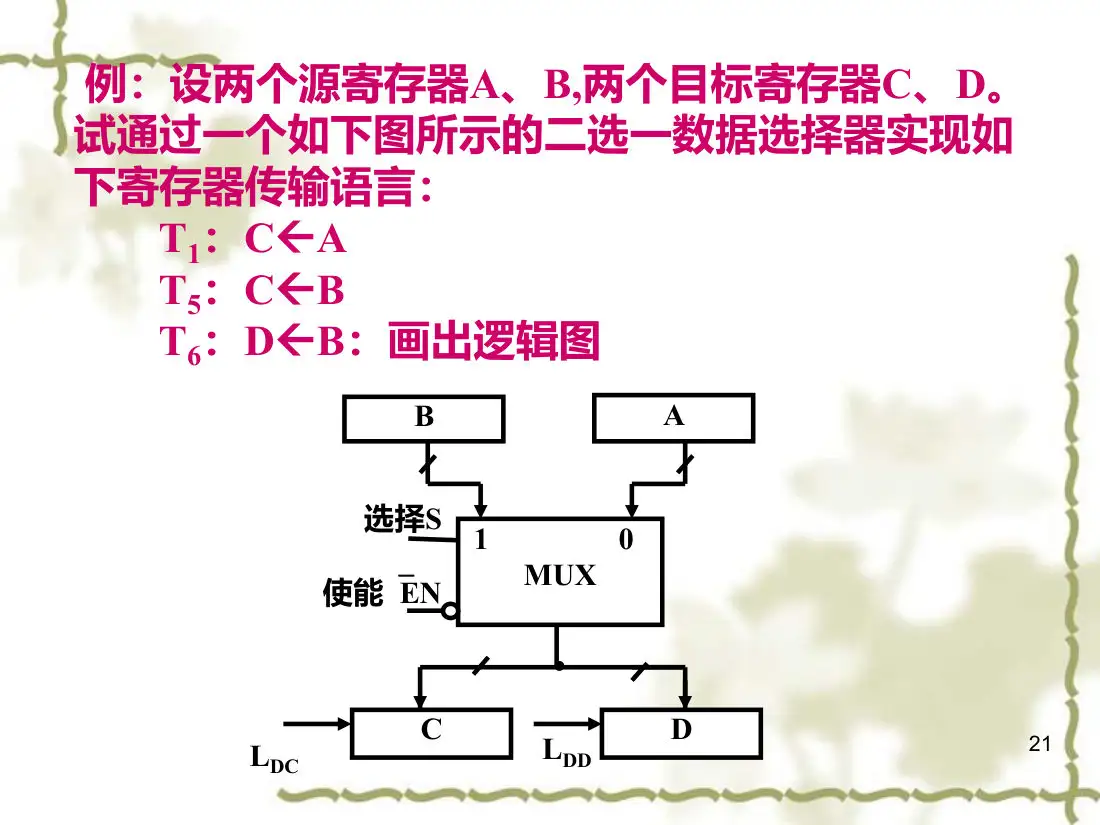 例：设两个源寄存器A、B,两个目标寄存器C、D。
试通过一个如下图所示的二选一数据选择器实现如
下寄存器传输语言：
T₁：C←A
T₅：C←B
T₆：D←B：画出逻辑图
B
A
选择S
1
0
MUX
使能 E̅N
C
D
L_DC
L_DD
21